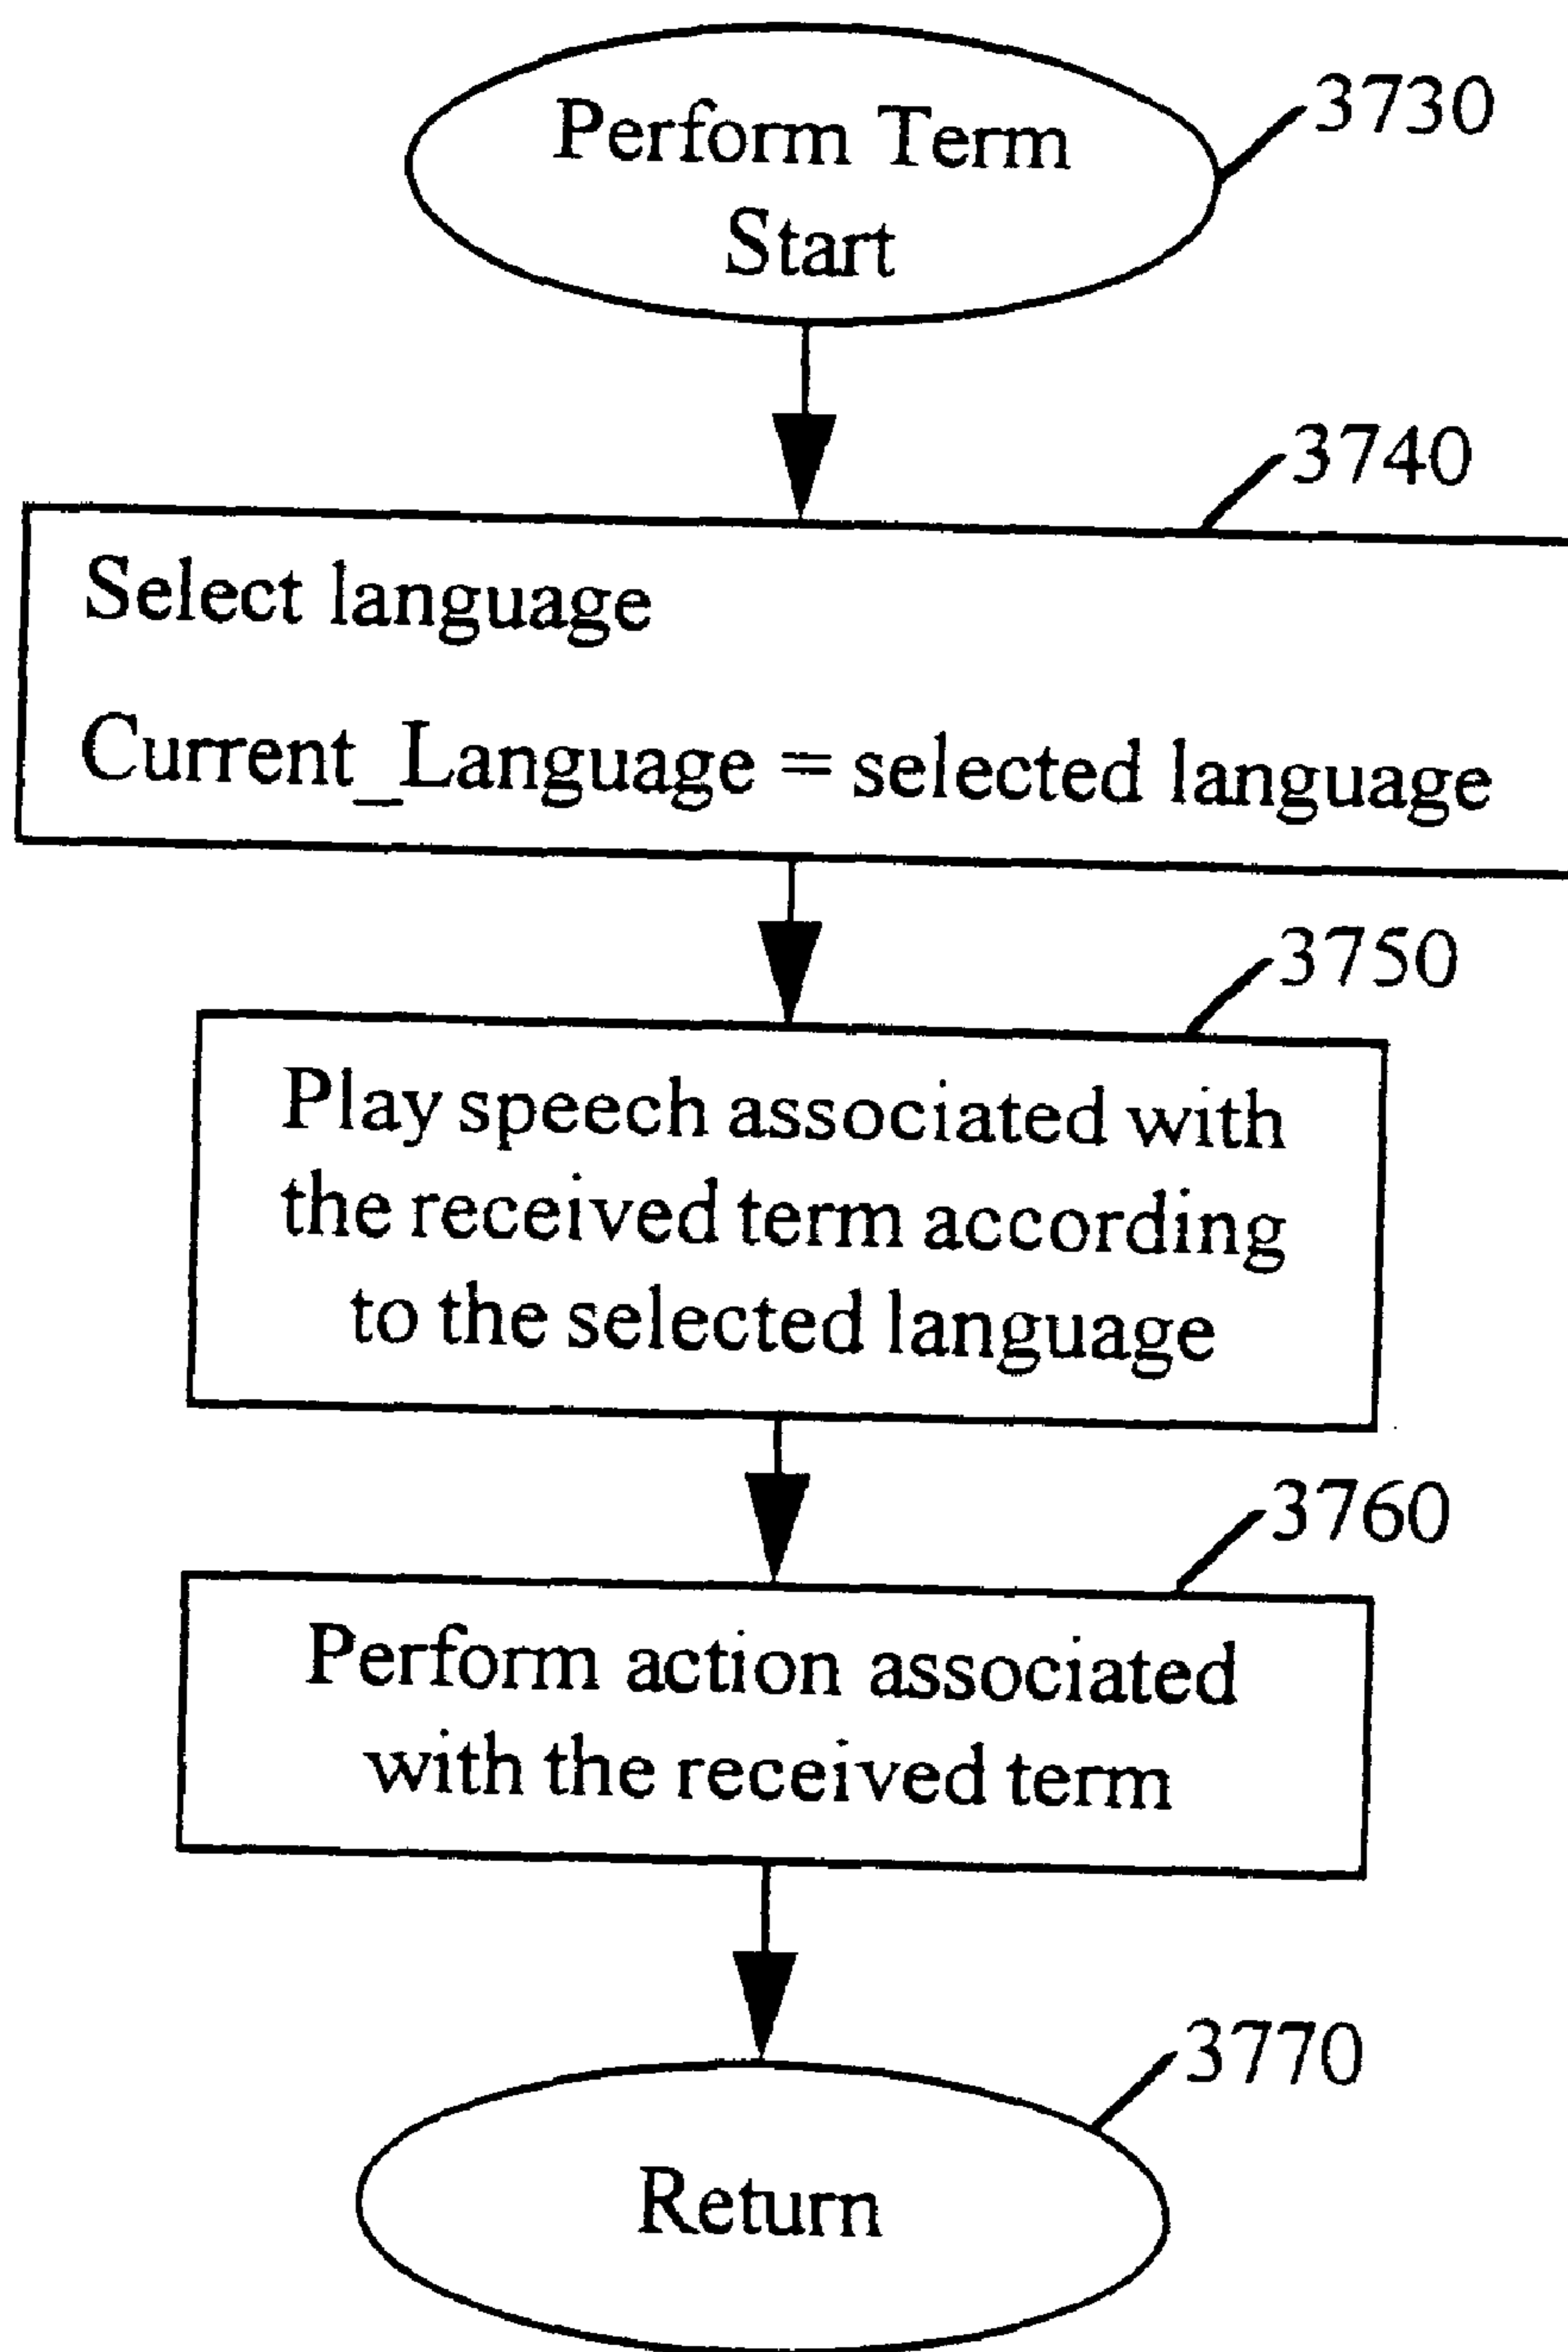 Perform Term
Start
3730
3740
Select language
Current_Language = selected language
3750
Play speech associated with
the received term according
to the selected language
3760
Perform action associated
with the received term
3770
Return